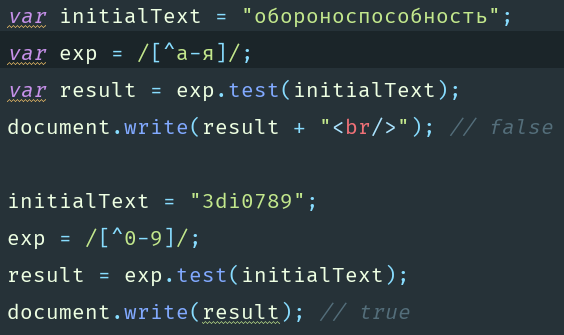 var initialText = "обороноспособность";
var exp = /[^а-я]/;
var result = exp.test(initialText);
document.write(result + "<br/>"); // false
initialText = "3di0789";
exp = /[^0-9]/;
result = exp.test(initialText);
document.write(result); // true